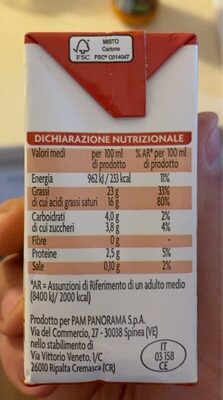 MISTO
Cartone
FSC FSC® C014047
DICHIARAZIONE NUTRIZIONALE
Valori medi per 100 ml di prodotto %AR* per 100 ml di prodotto
Energia 962 kJ / 233 kcal 11%
Grassi 23 g 33%
di cui acidi grassi saturi 16 g 80%
Carboidrati 4,0 g 2%
di cui zuccheri 3,8 g 4%
Fibre 0 g -
Proteine 2,5 g 5%
Sale 0,10 g 2%
*AR = Assunzioni di Riferimento di un adulto medio
(8400 kJ/ 2000 kcal)
Prodotto per PAM PANORAMA S.p.A.
Via del Commercio, 27 - 30038 Spinea (VE)
nello stabilimento di
Via Vittorio Veneto, 1/C
26010 Ripalta Cremasca (CR)
IT
03 158
CE